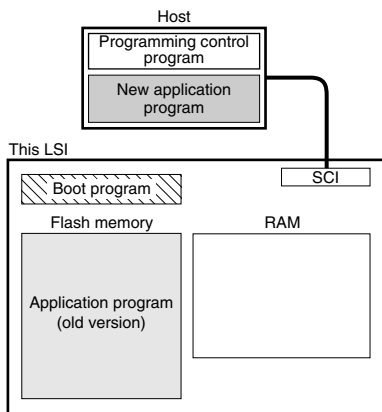 Host
Programming control
program
New application
program
This LSI
SCI
Boot program
Flash memory
RAM
Application program
(old version)